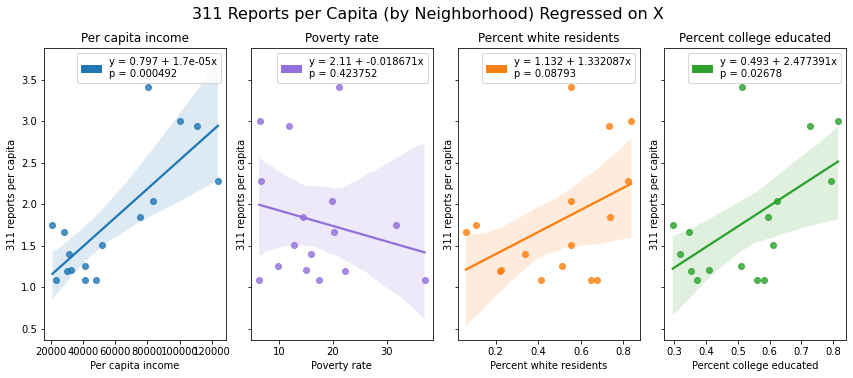 311 Reports per Capita (by Neighborhood) Regressed on X
Per capita income
Poverty rate
Percent white residents
Percent college educated
y = 0.797 + 1.7e-05x
p = 0.000492
y = 2.11 + -0.018671x
p = 0.423752
y = 1.132 + 1.332087x
p = 0.08793
y = 0.493 + 2.477391x
p = 0.02678
311 reports per capita
3.5
3.0
2.5
2.0
1.5
1.0
0.5
20000 40000 60000 80000 100000 120000
Per capita income
311 reports per capita
10 20 30
Poverty rate
311 reports per capita
0.2 0.4 0.6 0.8
Percent white residents
311 reports per capita
0.3 0.4 0.5 0.6 0.7 0.8
Percent college educated